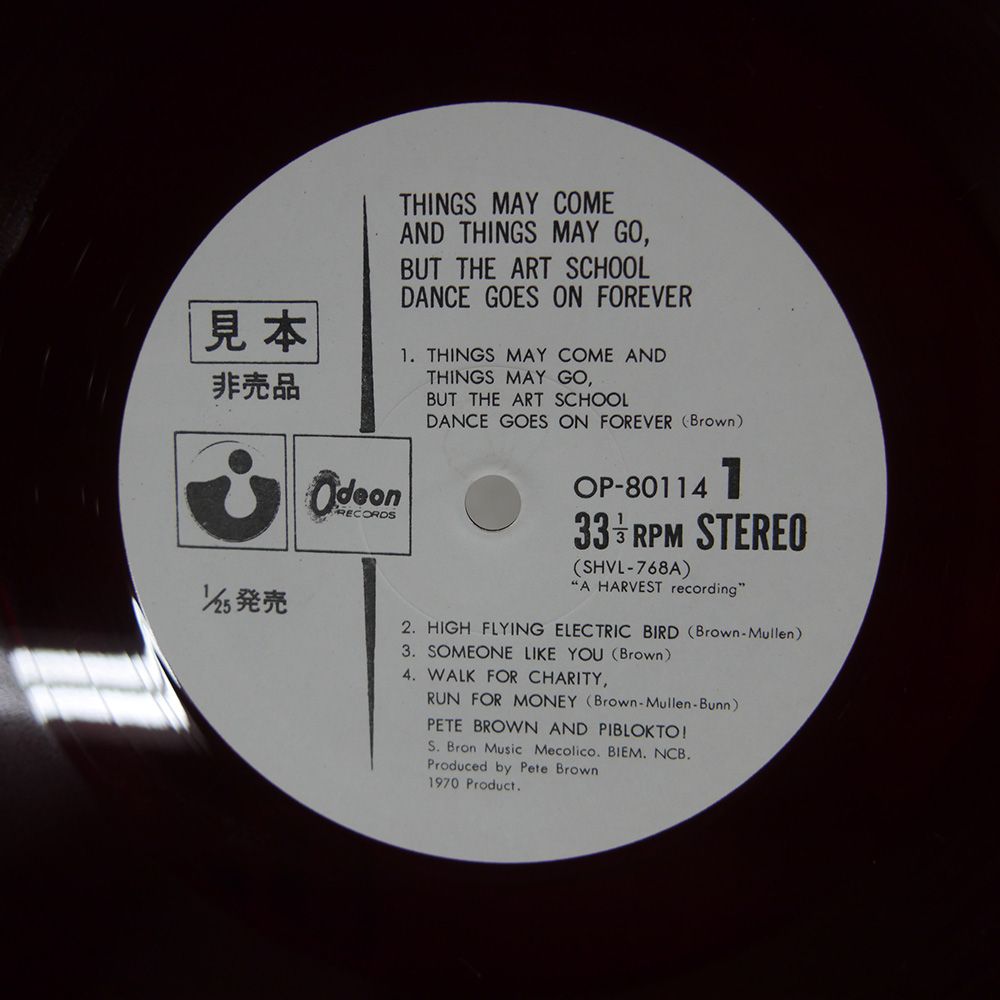 THINGS MAY COME
AND THINGS MAY GO,
BUT THE ART SCHOOL
DANCE GOES ON FOREVER
見本
非売品
1. THINGS MAY COME AND
THINGS MAY GO,
BUT THE ART SCHOOL
DANCE GOES ON FOREVER (Brown)
Odeon
RECORDS
OP-80114 1
33 1/3 RPM STEREO
(SHVL-768A)
"A HARVEST recording"
1/25 発売
2. HIGH FLYING ELECTRIC BIRD (Brown-Mullen)
3. SOMEONE LIKE YOU (Brown)
4. WALK FOR CHARITY,
RUN FOR MONEY (Brown-Mullen-Bunn)
PETE BROWN AND PIBLOKTO!
S. Bron Music Mecolico. BIEM. NCB.
Produced by Pete Brown
1970 Product.